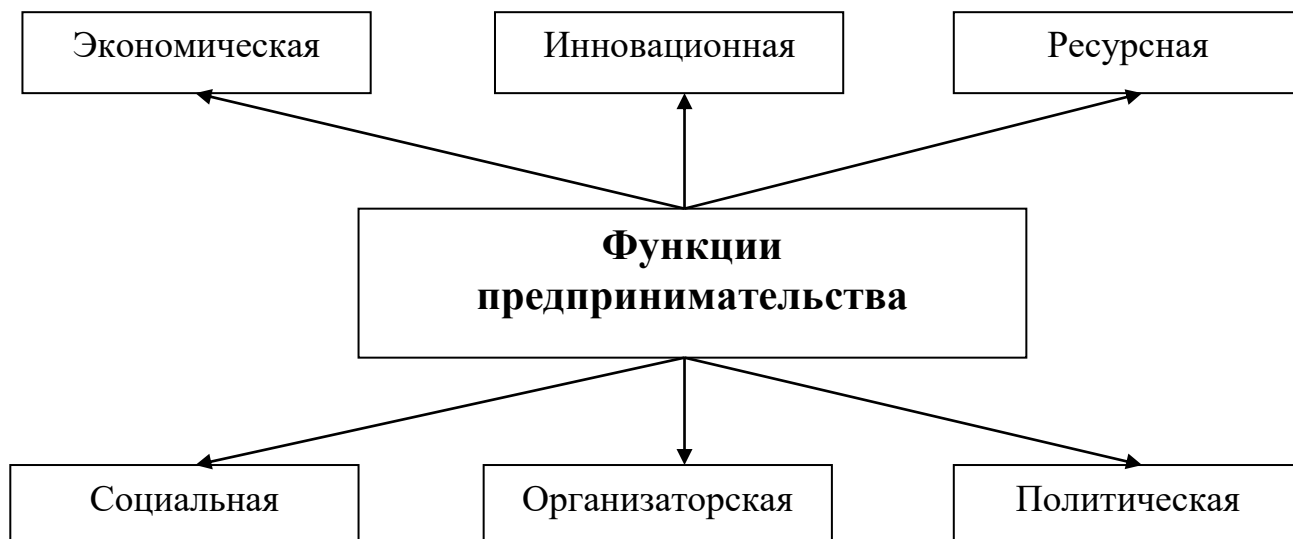 Экономическая
Инновационная
Ресурсная
Функции
предпринимательства
Социальная
Организаторская
Политическая